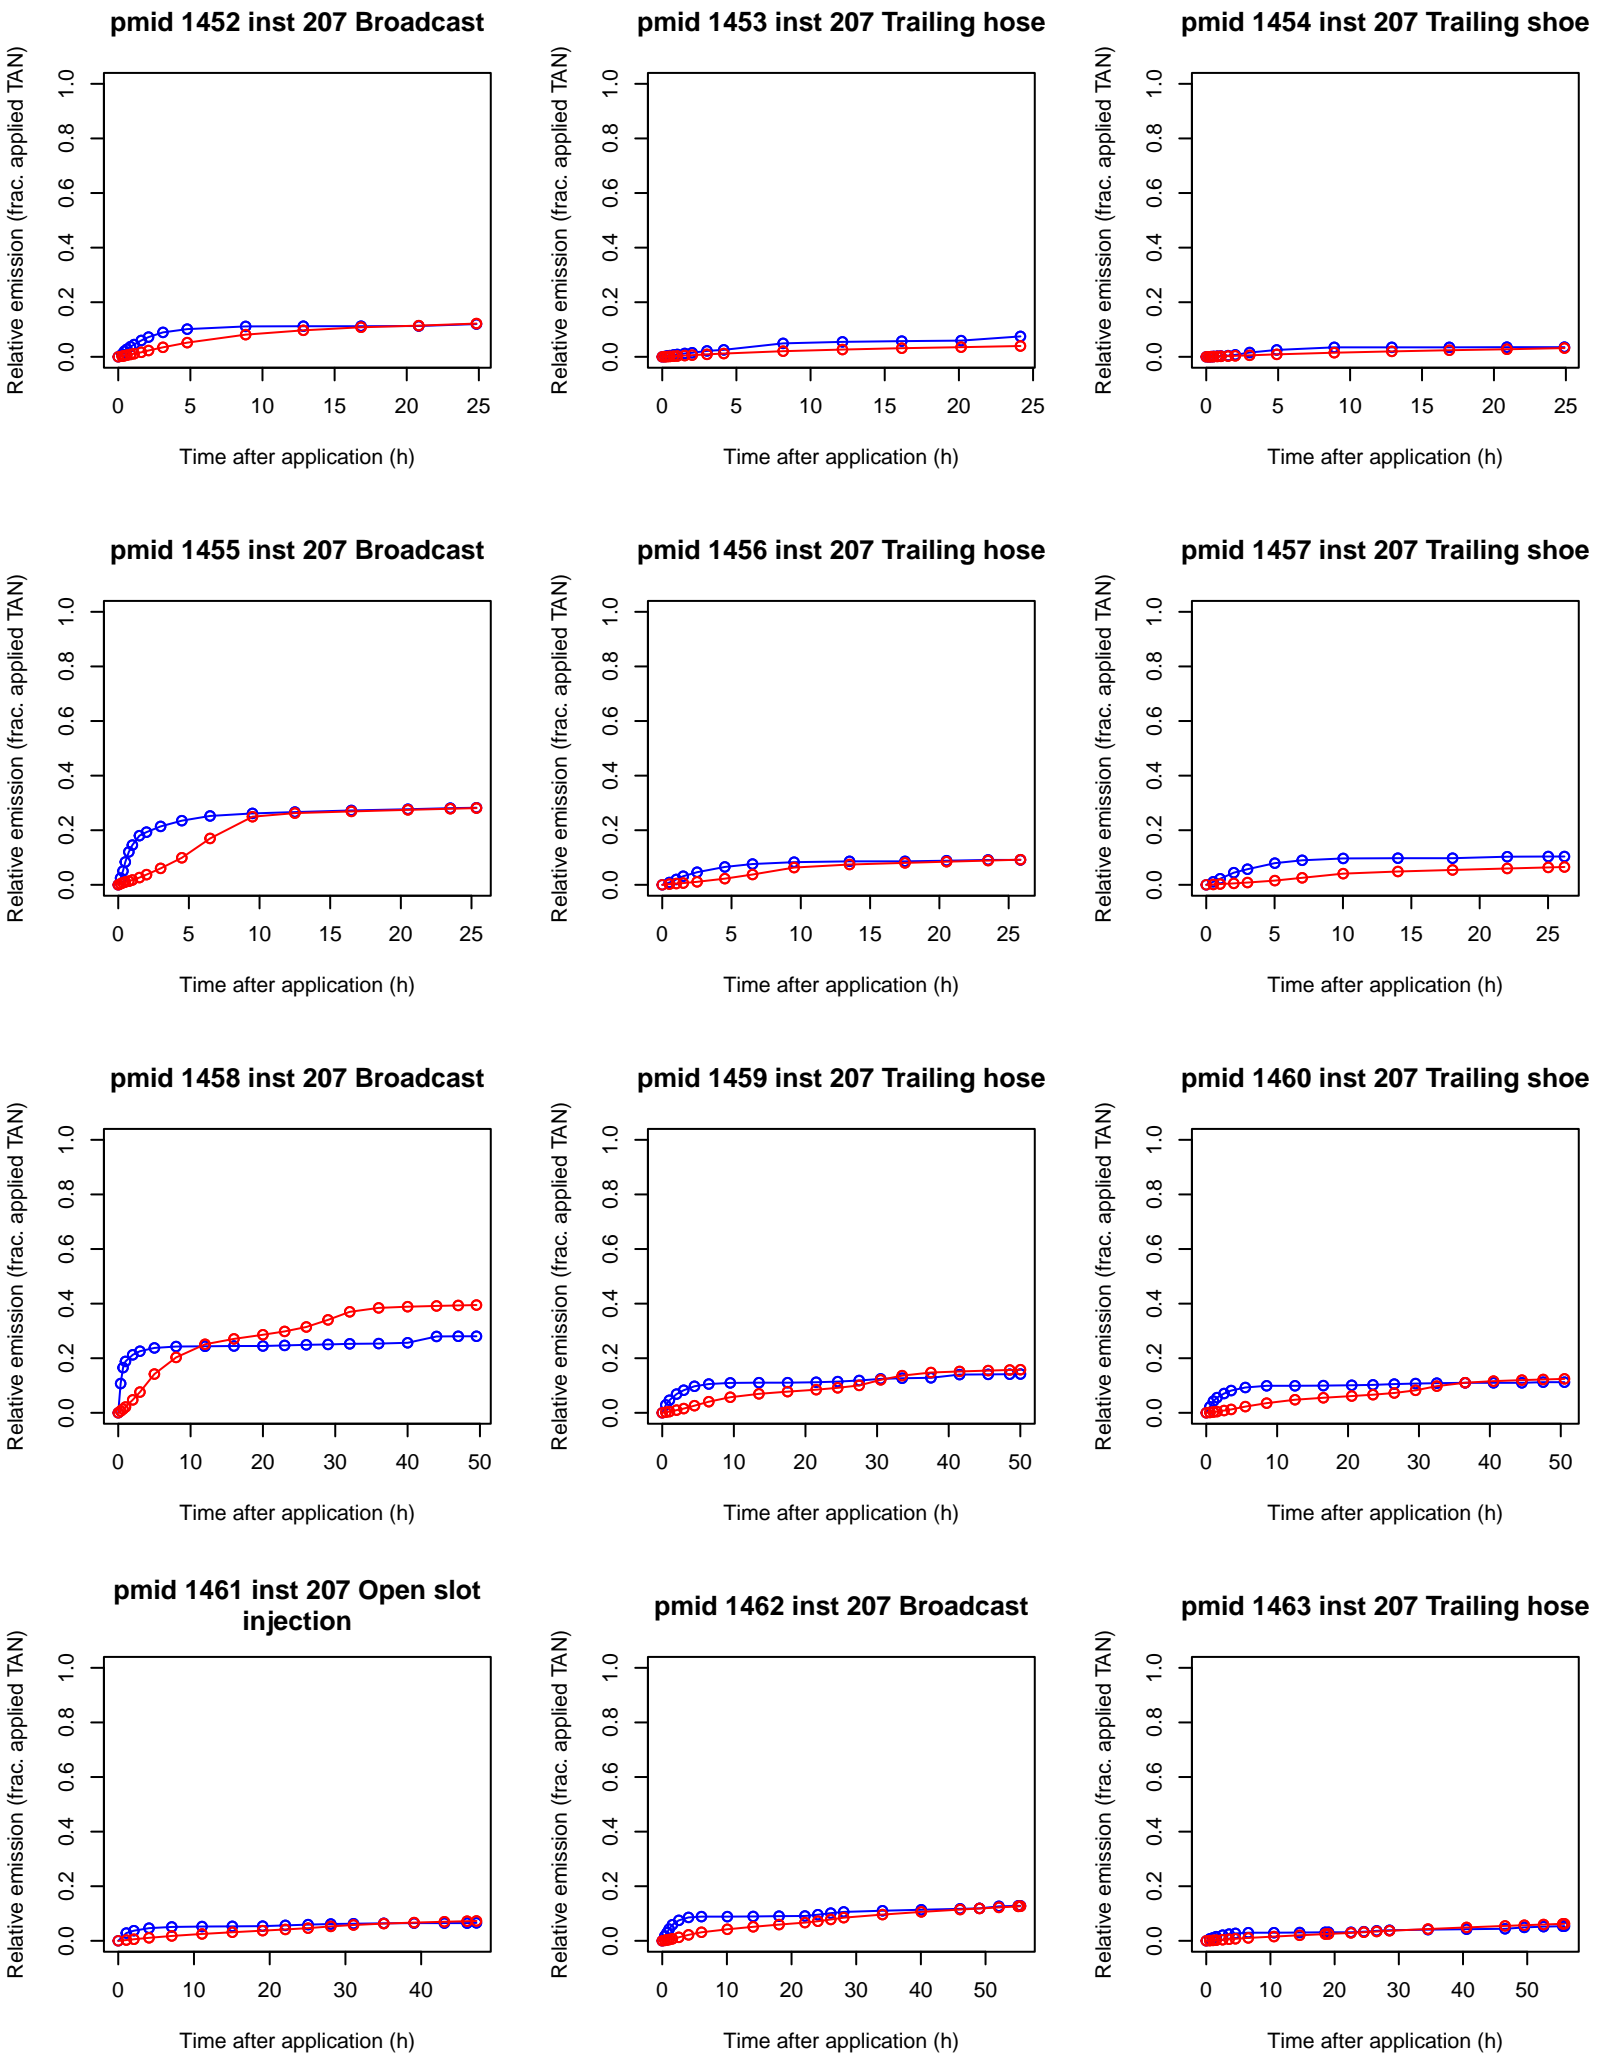 pmid 1452 inst 207 Broadcast
Relative emission (frac. applied TAN)
1.0
0.8
0.6
0.4
0.2
0.0
0 5 10 15 20 25
Time after application (h)
pmid 1453 inst 207 Trailing hose
Relative emission (frac. applied TAN)
1.0
0.8
0.6
0.4
0.2
0.0
0 5 10 15 20 25
Time after application (h)
pmid 1454 inst 207 Trailing shoe
Relative emission (frac. applied TAN)
1.0
0.8
0.6
0.4
0.2
0.0
0 5 10 15 20 25
Time after application (h)
pmid 1455 inst 207 Broadcast
Relative emission (frac. applied TAN)
1.0
0.8
0.6
0.4
0.2
0.0
0 5 10 15 20 25
Time after application (h)
pmid 1456 inst 207 Trailing hose
Relative emission (frac. applied TAN)
1.0
0.8
0.6
0.4
0.2
0.0
0 5 10 15 20 25
Time after application (h)
pmid 1457 inst 207 Trailing shoe
Relative emission (frac. applied TAN)
1.0
0.8
0.6
0.4
0.2
0.0
0 5 10 15 20 25
Time after application (h)
pmid 1458 inst 207 Broadcast
Relative emission (frac. applied TAN)
1.0
0.8
0.6
0.4
0.2
0.0
0 10 20 30 40 50
Time after application (h)
pmid 1459 inst 207 Trailing hose
Relative emission (frac. applied TAN)
1.0
0.8
0.6
0.4
0.2
0.0
0 10 20 30 40 50
Time after application (h)
pmid 1460 inst 207 Trailing shoe
Relative emission (frac. applied TAN)
1.0
0.8
0.6
0.4
0.2
0.0
0 10 20 30 40 50
Time after application (h)
pmid 1461 inst 207 Open slot
injection
Relative emission (frac. applied TAN)
1.0
0.8
0.6
0.4
0.2
0.0
0 10 20 30 40
Time after application (h)
pmid 1462 inst 207 Broadcast
Relative emission (frac. applied TAN)
1.0
0.8
0.6
0.4
0.2
0.0
0 10 20 30 40 50
Time after application (h)
pmid 1463 inst 207 Trailing hose
Relative emission (frac. applied TAN)
1.0
0.8
0.6
0.4
0.2
0.0
0 10 20 30 40 50
Time after application (h)